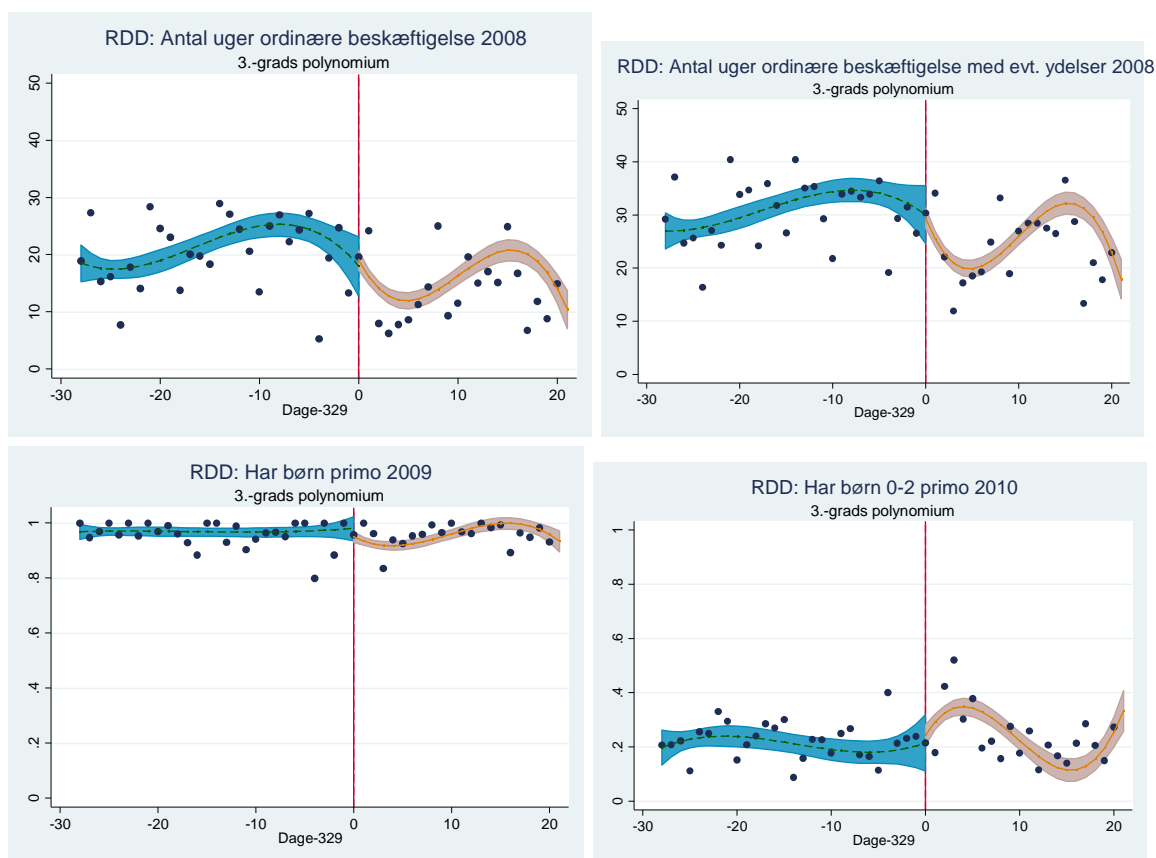 RDD: Antal uger ordinære beskæftigelse 2008
3.-grads polynomium
50
40
30
20
10
0
-30 -20 -10 0 10 20
Dage-329
RDD: Antal uger ordinære beskæftigelse med evt. ydelser 2008
3.-grads polynomium
50
40
30
20
10
0
-30 -20 -10 0 10 20
Dage-329
RDD: Har børn primo 2009
3.-grads polynomium
1
.8
.6
.4
.2
0
-30 -20 -10 0 10 20
Dage-329
RDD: Har børn 0-2 primo 2010
3.-grads polynomium
1
.8
.6
.4
.2
0
-30 -20 -10 0 10 20
Dage-329